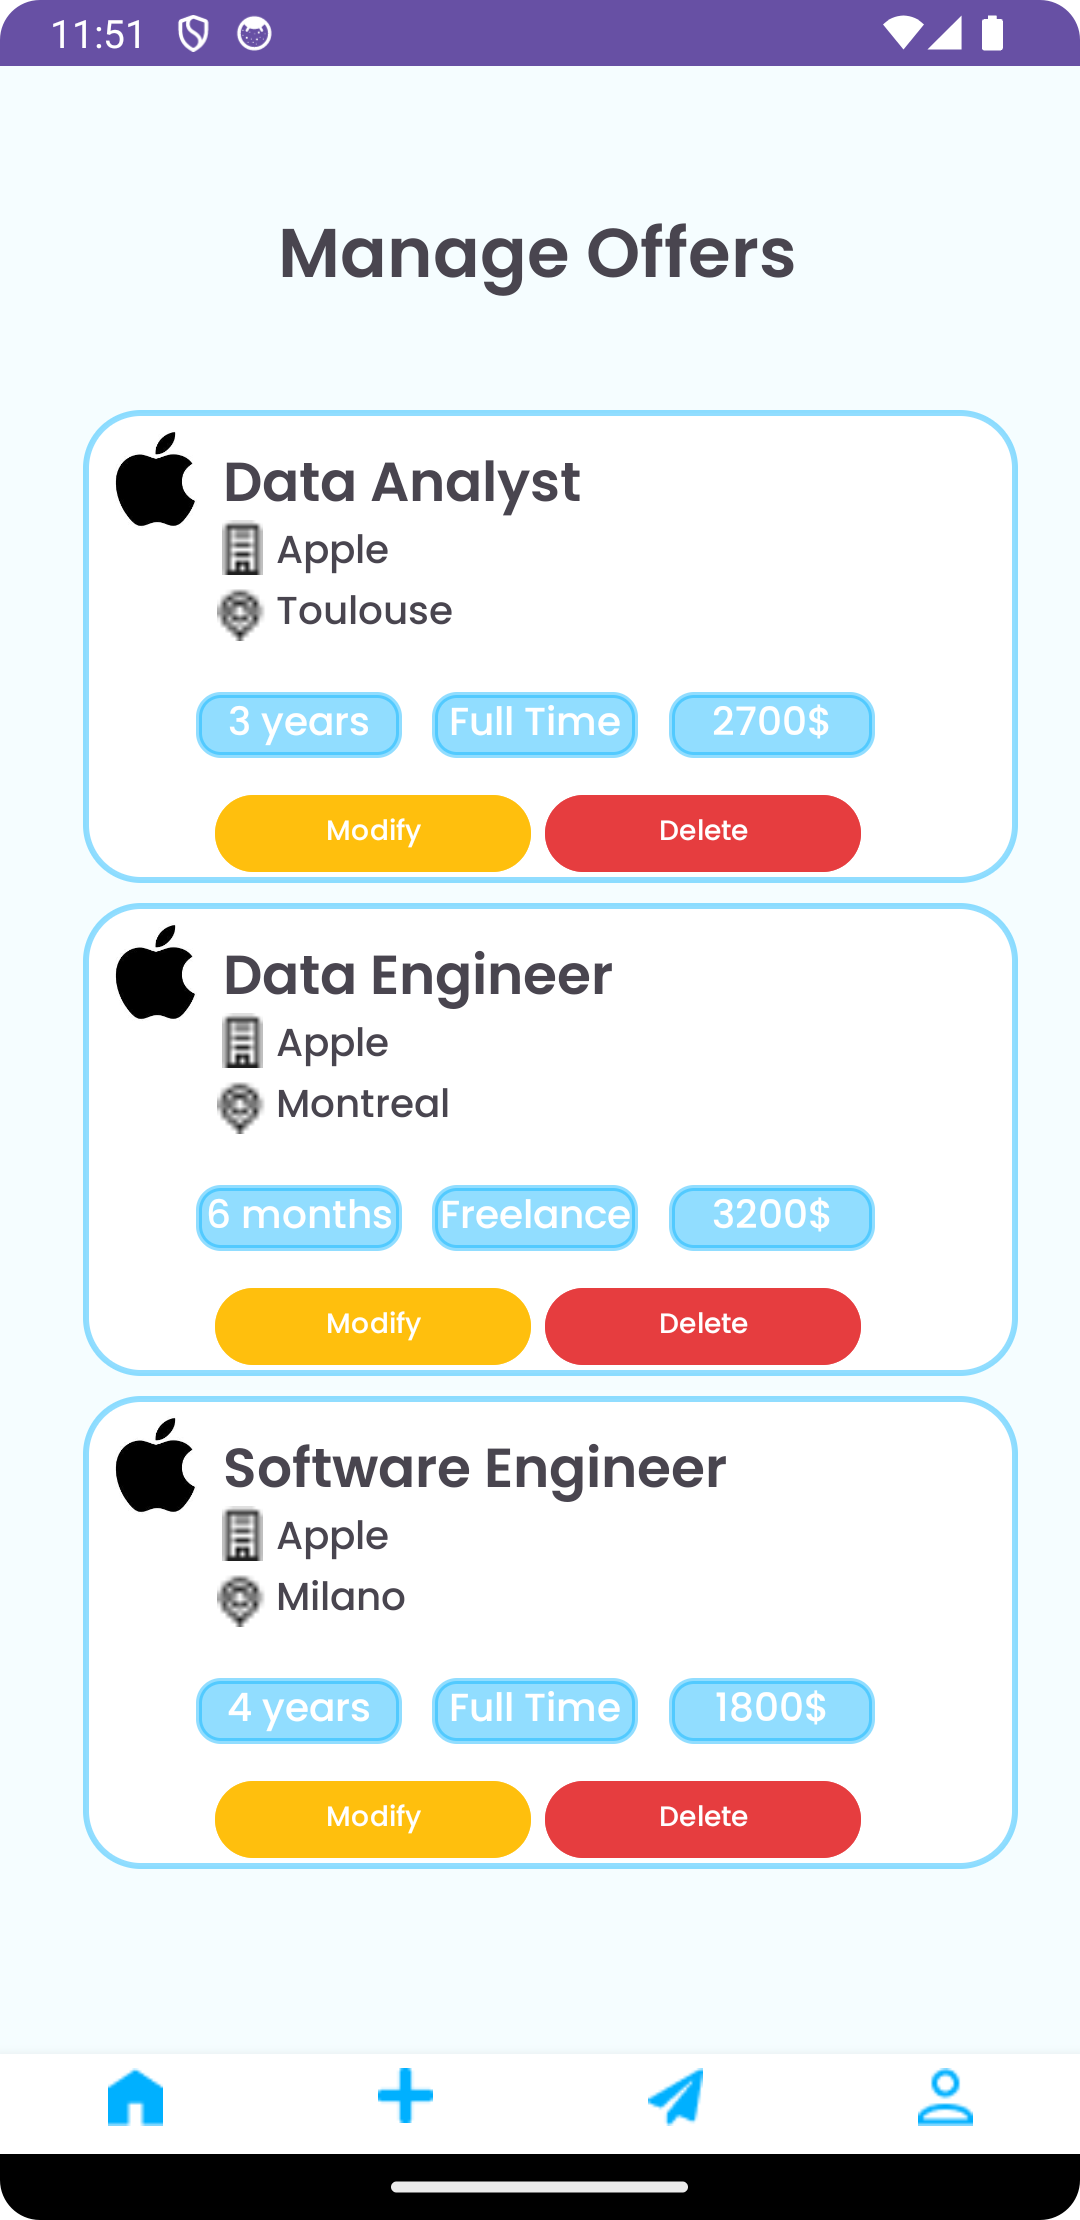 11:51
Manage Offers
Data Analyst
Apple
Toulouse
3 years Full Time 2700$
Modify Delete
Data Engineer
Apple
Montreal
6 months Freelance 3200$
Modify Delete
Software Engineer
Apple
Milano
4 years Full Time 1800$
Modify Delete